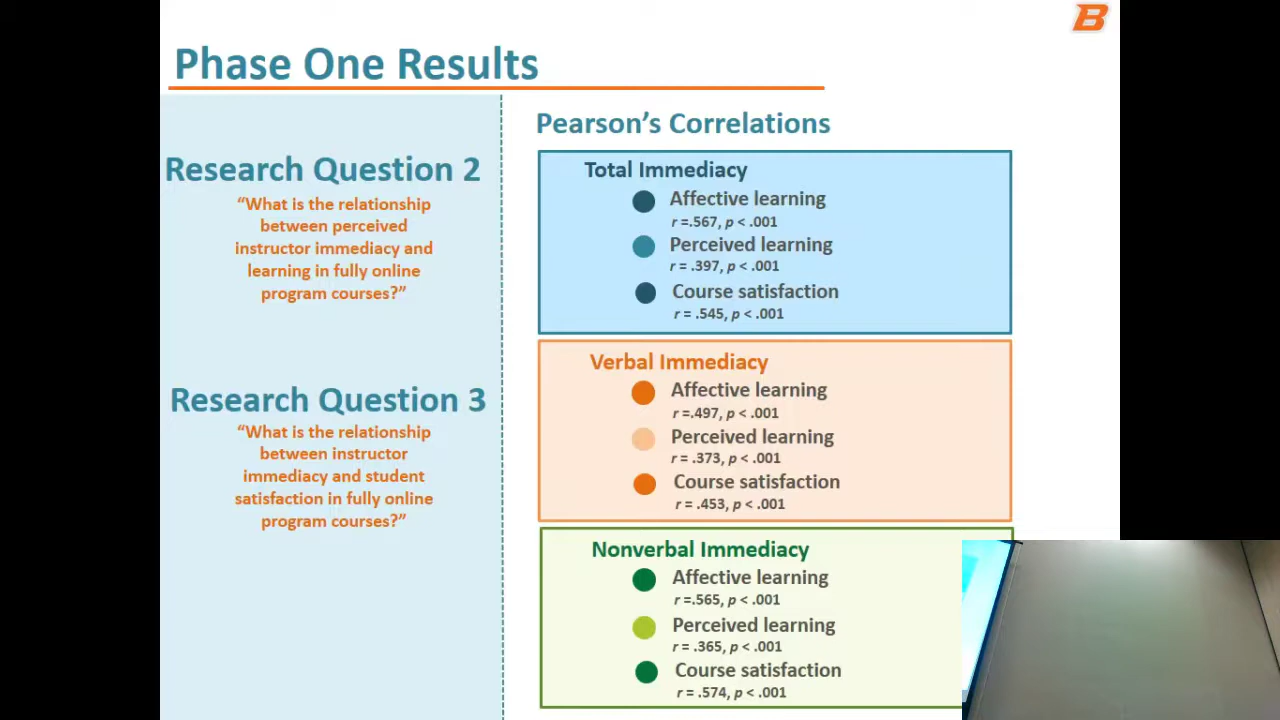 B
Phase One Results
Research Question 2
“What is the relationship
between perceived
instructor immediacy and
learning in fully online
program courses?”
Research Question 3
“What is the relationship
between instructor
immediacy and student
satisfaction in fully online
program courses?”
Pearson’s Correlations
Total Immediacy
Affective learning
r =.567, p < .001
Perceived learning
r = .397, p < .001
Course satisfaction
r = .545, p < .001
Verbal Immediacy
Affective learning
r =.497, p < .001
Perceived learning
r = .373, p < .001
Course satisfaction
r = .453, p < .001
Nonverbal Immediacy
Affective learning
r =.565, p < .001
Perceived learning
r = .365, p < .001
Course satisfaction
r = .574, p < .001